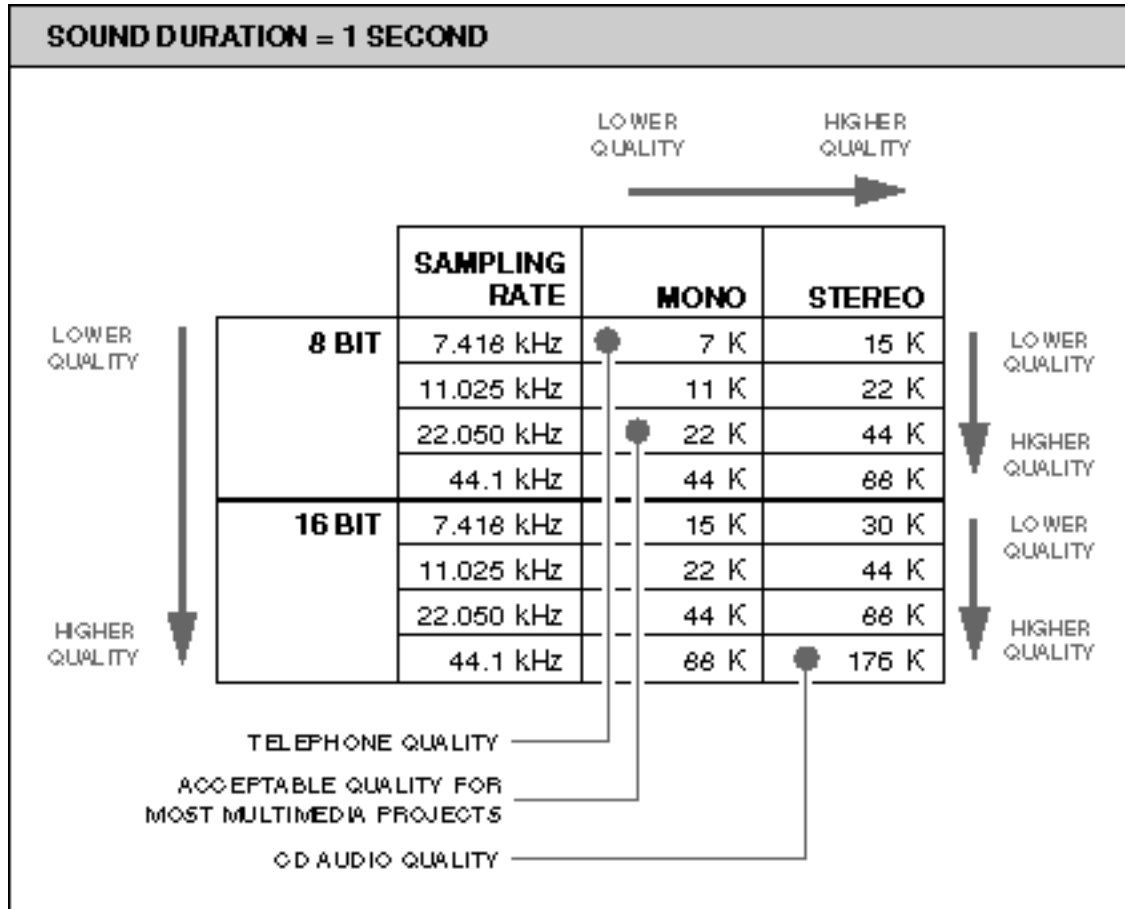 SOUND DURATION = 1 SECOND
LOWER QUALITY
HIGHER QUALITY
SAMPLING RATE MONO STEREO
LOWER QUALITY
HIGHER QUALITY
8 BIT 7.418 kHz 7 K 15 K
11.025 kHz 11 K 22 K
22.050 kHz 22 K 44 K
44.1 kHz 44 K 88 K
LOWER QUALITY
HIGHER QUALITY
16 BIT 7.418 kHz 15 K 30 K
11.025 kHz 22 K 44 K
22.050 kHz 44 K 88 K
44.1 kHz 88 K 176 K
LOWER QUALITY
HIGHER QUALITY
TELEPHONE QUALITY
ACCEPTABLE QUALITY FOR
MOST MULTIMEDIA PROJECTS
CD AUDIO QUALITY